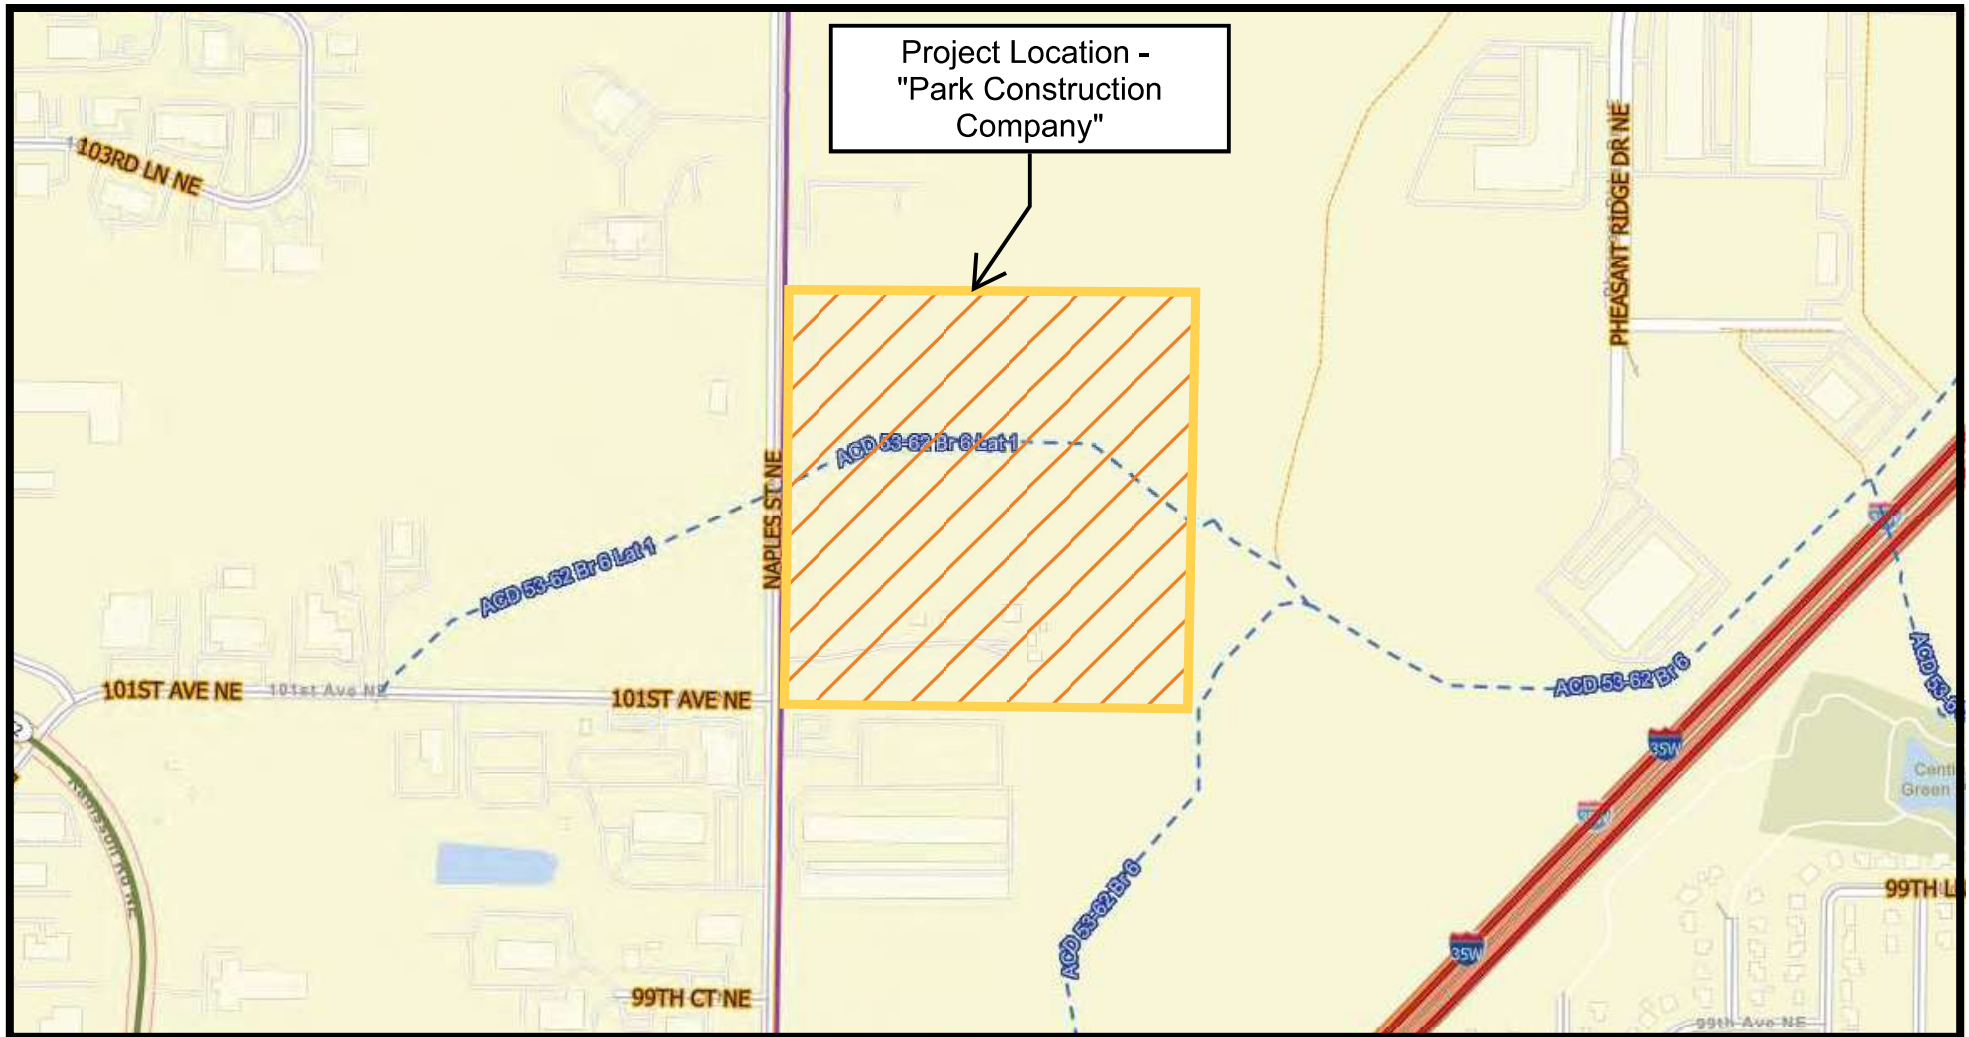 Project Location -
"Park Construction
Company"
103RD LN NE
PHEASANT RIDGE DR NE
NAPLES ST NE
ACD 53-62 Br 6 Lat 1
ACD 53-62 Br 6 Lat 1
101ST AVE NE
101st Ave NE
101ST AVE NE
ACD 53-62 Br 6
35W
Green
ACD 53-62 Br 6
99TH L
35W
99TH CT NE
99th Ave NE